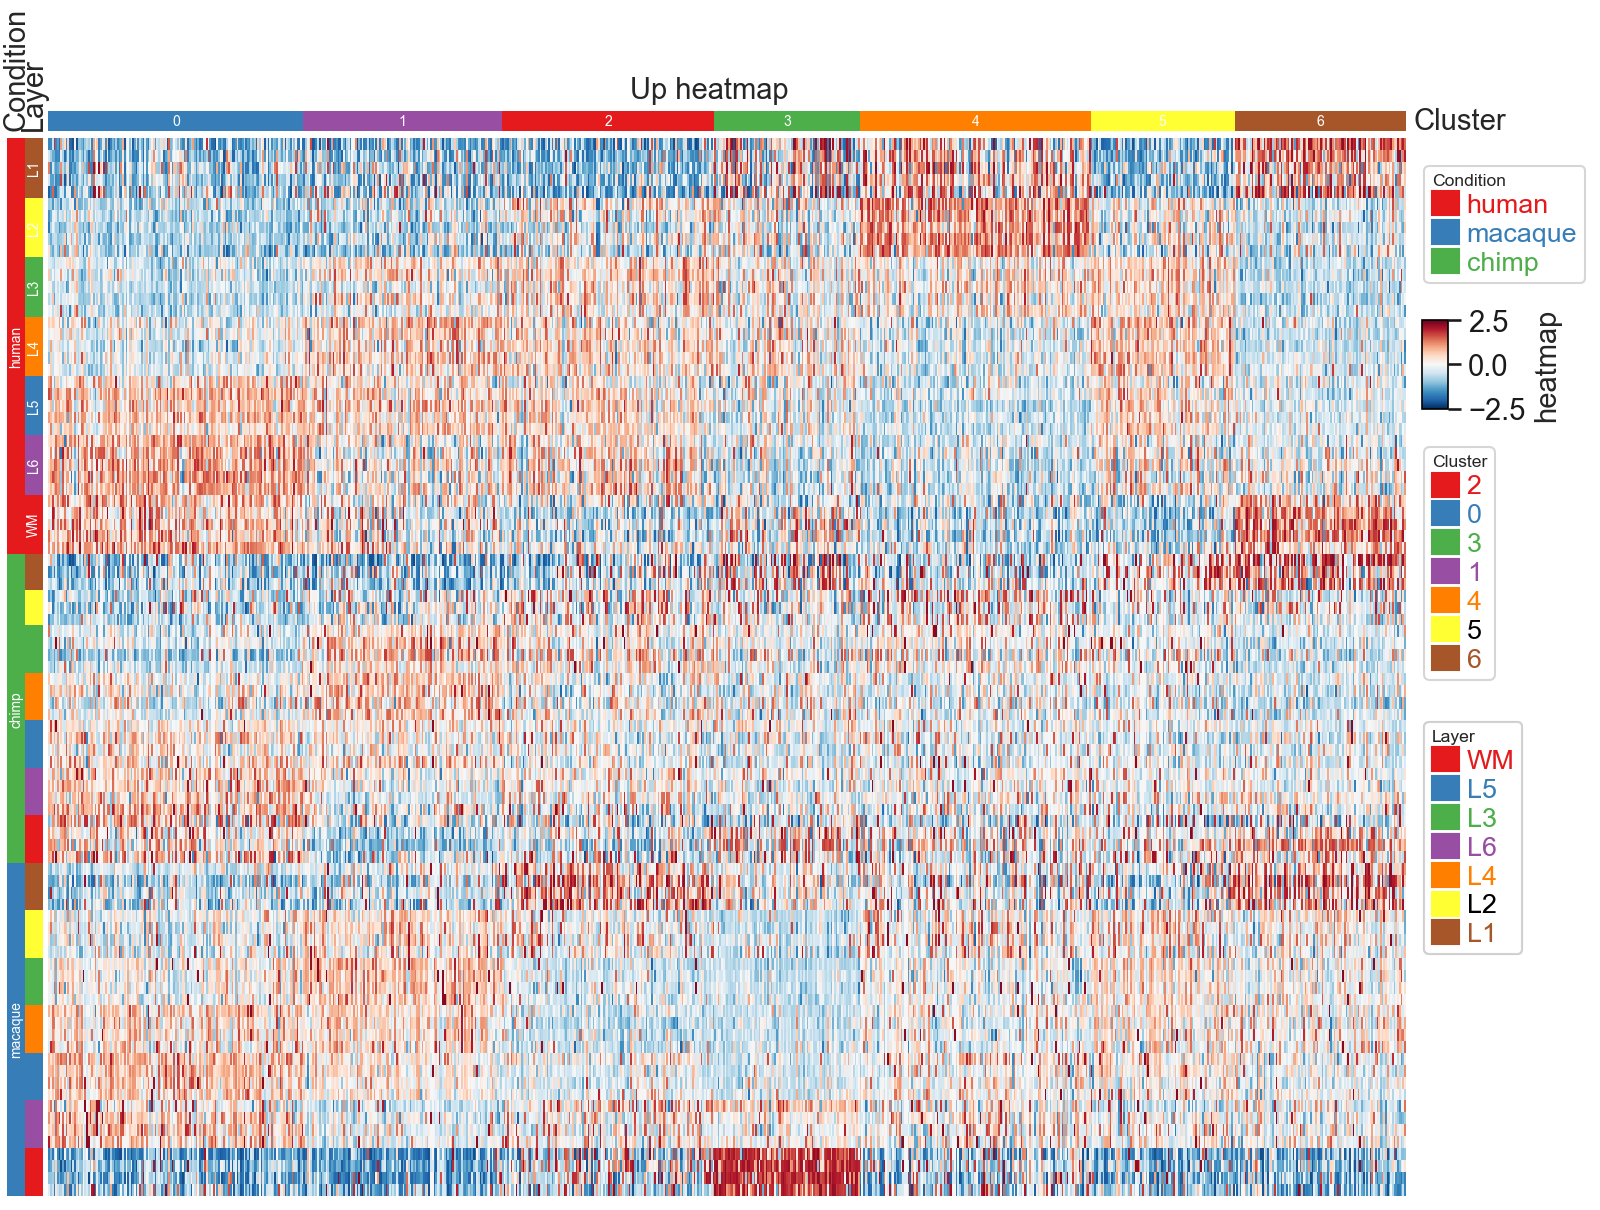 Condition
Layer
Up heatmap
0 1 2 3 4 5 6
Cluster
L1
L2
L3
L4
L5
L6
WM
human
chimp
macaque
Condition
human
macaque
chimp
2.5
0.0
−2.5
heatmap
Cluster
2
0
3
1
4
5
6
Layer
WM
L5
L3
L6
L4
L2
L1